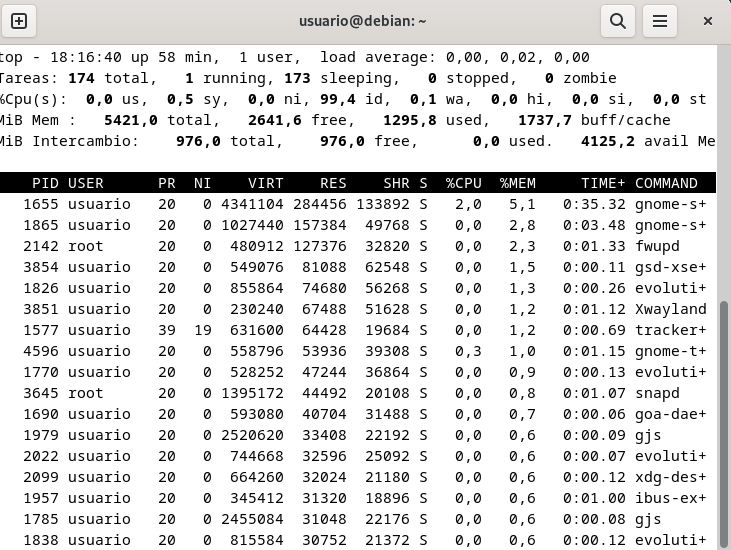 usuario@debian: ~
top - 18:16:40 up 58 min,  1 user,  load average: 0,00, 0,02, 0,00
Tareas: 174 total,   1 running, 173 sleeping,   0 stopped,   0 zombie
%Cpu(s):  0,0 us,  0,5 sy,  0,0 ni, 99,4 id,  0,1 wa,  0,0 hi,  0,0 si,  0,0 st
MiB Mem :   5421,0 total,   2641,6 free,   1295,8 used,   1737,7 buff/cache
MiB Intercambio:    976,0 total,    976,0 free,      0,0 used.   4125,2 avail Me
PID USER      PR  NI    VIRT    RES    SHR S  %CPU  %MEM     TIME+ COMMAND
1655 usuario   20   0 4341104 284456 133892 S   2,0   5,1   0:35.32 gnome-s+
1865 usuario   20   0 1027440 157384  49768 S   0,0   2,8   0:03.48 gnome-s+
2142 root      20   0  480912 127376  32820 S   0,0   2,3   0:01.33 fwupd
3854 usuario   20   0  549076  81088  62548 S   0,0   1,5   0:00.11 gsd-xse+
1826 usuario   20   0  855864  74680  56268 S   0,0   1,3   0:00.26 evoluti+
3851 usuario   20   0  230240  67488  51628 S   0,0   1,2   0:01.12 Xwayland
1577 usuario   39  19  631600  64428  19684 S   0,0   1,2   0:00.69 tracker+
4596 usuario   20   0  558796  53936  39308 S   0,3   1,0   0:01.15 gnome-t+
1770 usuario   20   0  528252  47244  36864 S   0,0   0,9   0:00.13 evoluti+
3645 root      20   0 1395172  44492  20108 S   0,0   0,8   0:01.07 snapd
1690 usuario   20   0  593080  40704  31488 S   0,0   0,7   0:00.06 goa-dae+
1979 usuario   20   0 2520620  33408  22192 S   0,0   0,6   0:00.09 gjs
2022 usuario   20   0  744668  32596  25092 S   0,0   0,6   0:00.07 evoluti+
2099 usuario   20   0  664260  32024  21180 S   0,0   0,6   0:00.12 xdg-des+
1957 usuario   20   0  345412  31320  18896 S   0,0   0,6   0:01.00 ibus-ex+
1785 usuario   20   0 2455084  31048  22176 S   0,0   0,6   0:00.08 gjs
1838 usuario   20   0  815584  30752  21372 S   0,0   0,6   0:00.12 evoluti+